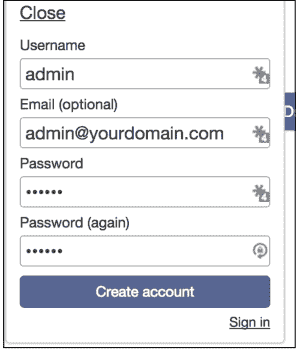 Close
Username
admin
Email (optional)
admin@yourdomain.com
Password
••••••
Password (again)
••••••
Create account
Sign in